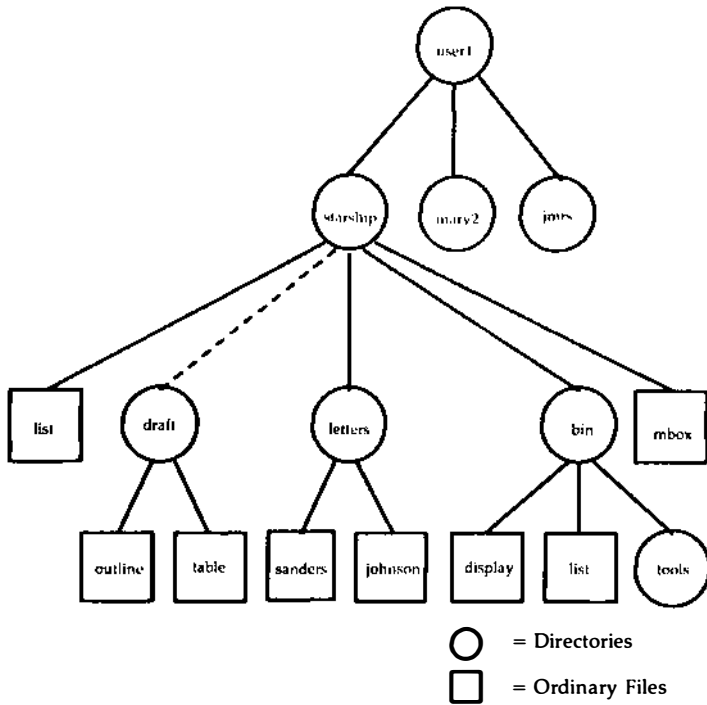 user1
starship
mary2
jmrs
list
draft
letters
bin
mbox
outline
table
sanders
johnson
display
list
tools
= Directories
= Ordinary Files